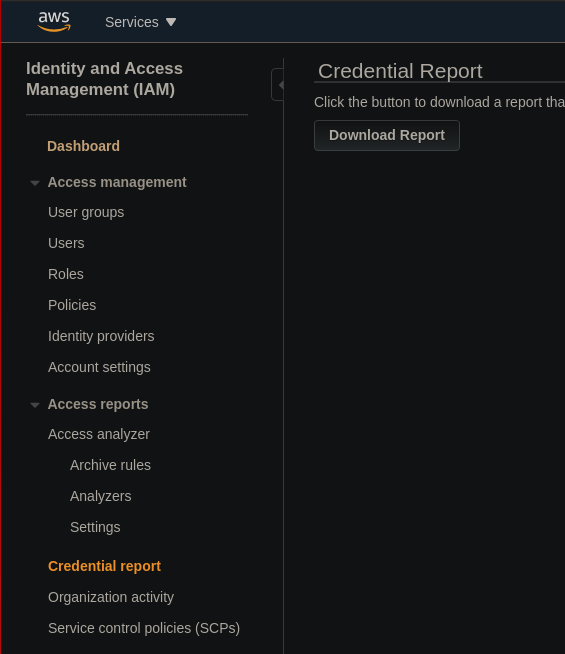 aws
Services
Identity and Access
Management (IAM)
Dashboard
Access management
User groups
Users
Roles
Policies
Identity providers
Account settings
Access reports
Access analyzer
Archive rules
Analyzers
Settings
Credential report
Organization activity
Service control policies (SCPs)
Credential Report
Click the button to download a report tha
Download Report